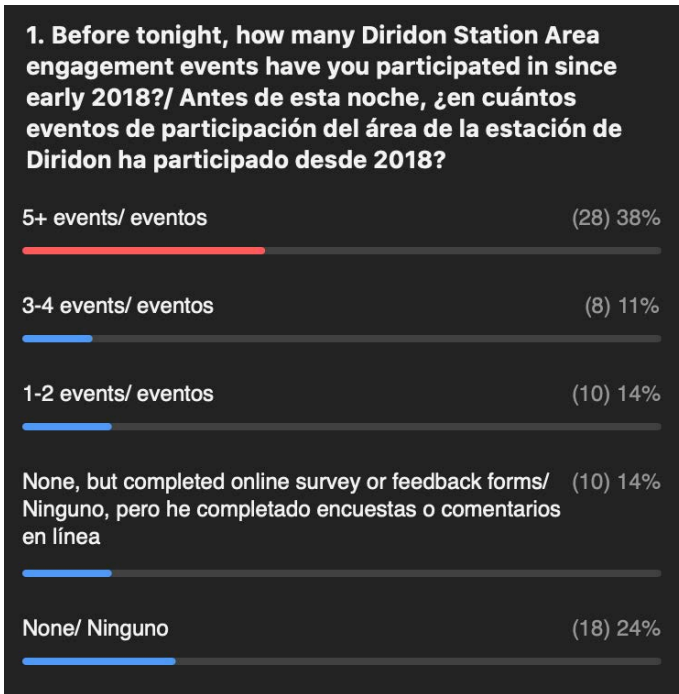 1. Before tonight, how many Diridon Station Area
engagement events have you participated in since
early 2018?/ Antes de esta noche, ¿en cuántos
eventos de participación del área de la estación de
Diridon ha participado desde 2018?
5+ events/ eventos (28) 38%
3-4 events/ eventos (8) 11%
1-2 events/ eventos (10) 14%
None, but completed online survey or feedback forms/ (10) 14%
Ninguno, pero he completado encuestas o comentarios
en línea
None/ Ninguno (18) 24%